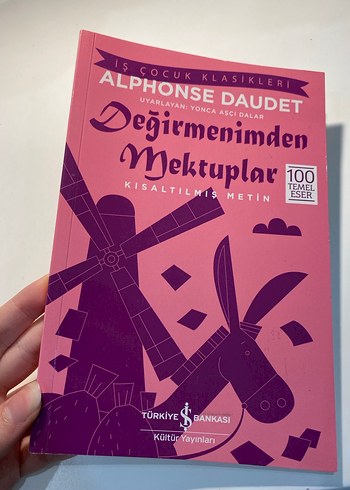 İŞ ÇOCUK KLASİKLERİ
ALPHONSE DAUDET
UYARLAYAN: YONCA AŞÇI DALAR
Değirmenimden
Mektuplar
KISALTILMIŞ METİN
100
TEMEL
ESER
TÜRKİYE İŞ BANKASI
Kültür Yayınları